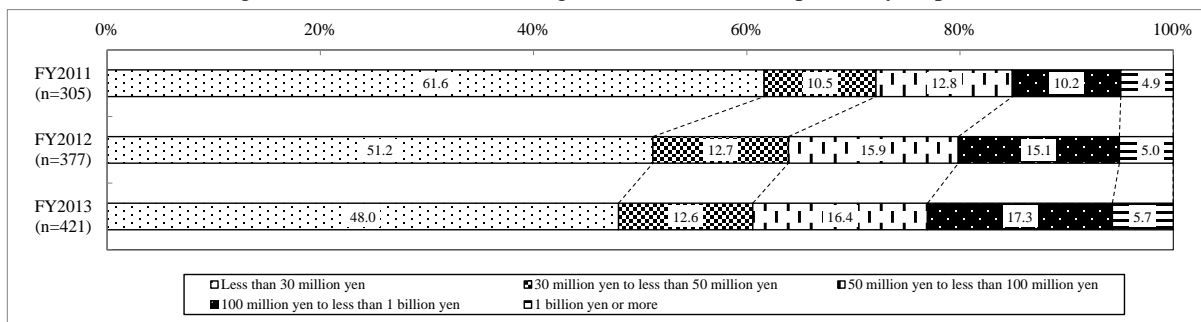 0% 20% 40% 60% 80% 100%
FY2011
(n=305)
61.6 10.5 12.8 10.2 4.9
FY2012
(n=377)
51.2 12.7 15.9 15.1 5.0
FY2013
(n=421)
48.0 12.6 16.4 17.3 5.7
Less than 30 million yen 30 million yen to less than 50 million yen 50 million yen to less than 100 million yen
100 million yen to less than 1 billion yen 1 billion yen or more